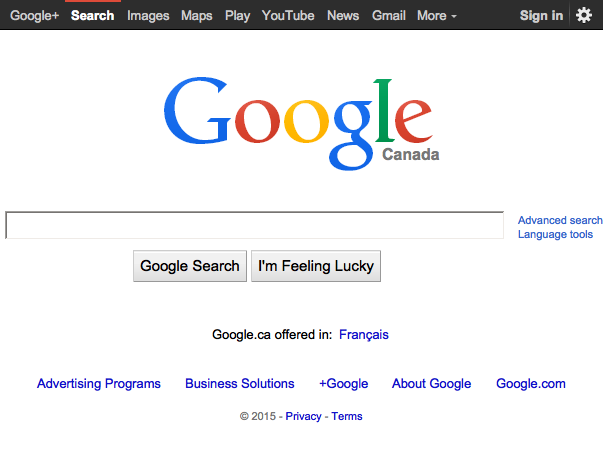 Google+ Search Images Maps Play YouTube News Gmail More Sign in
Google
Canada
Advanced search
Language tools
Google Search I'm Feeling Lucky
Google.ca offered in: Français
Advertising Programs Business Solutions +Google About Google Google.com
© 2015 - Privacy - Terms